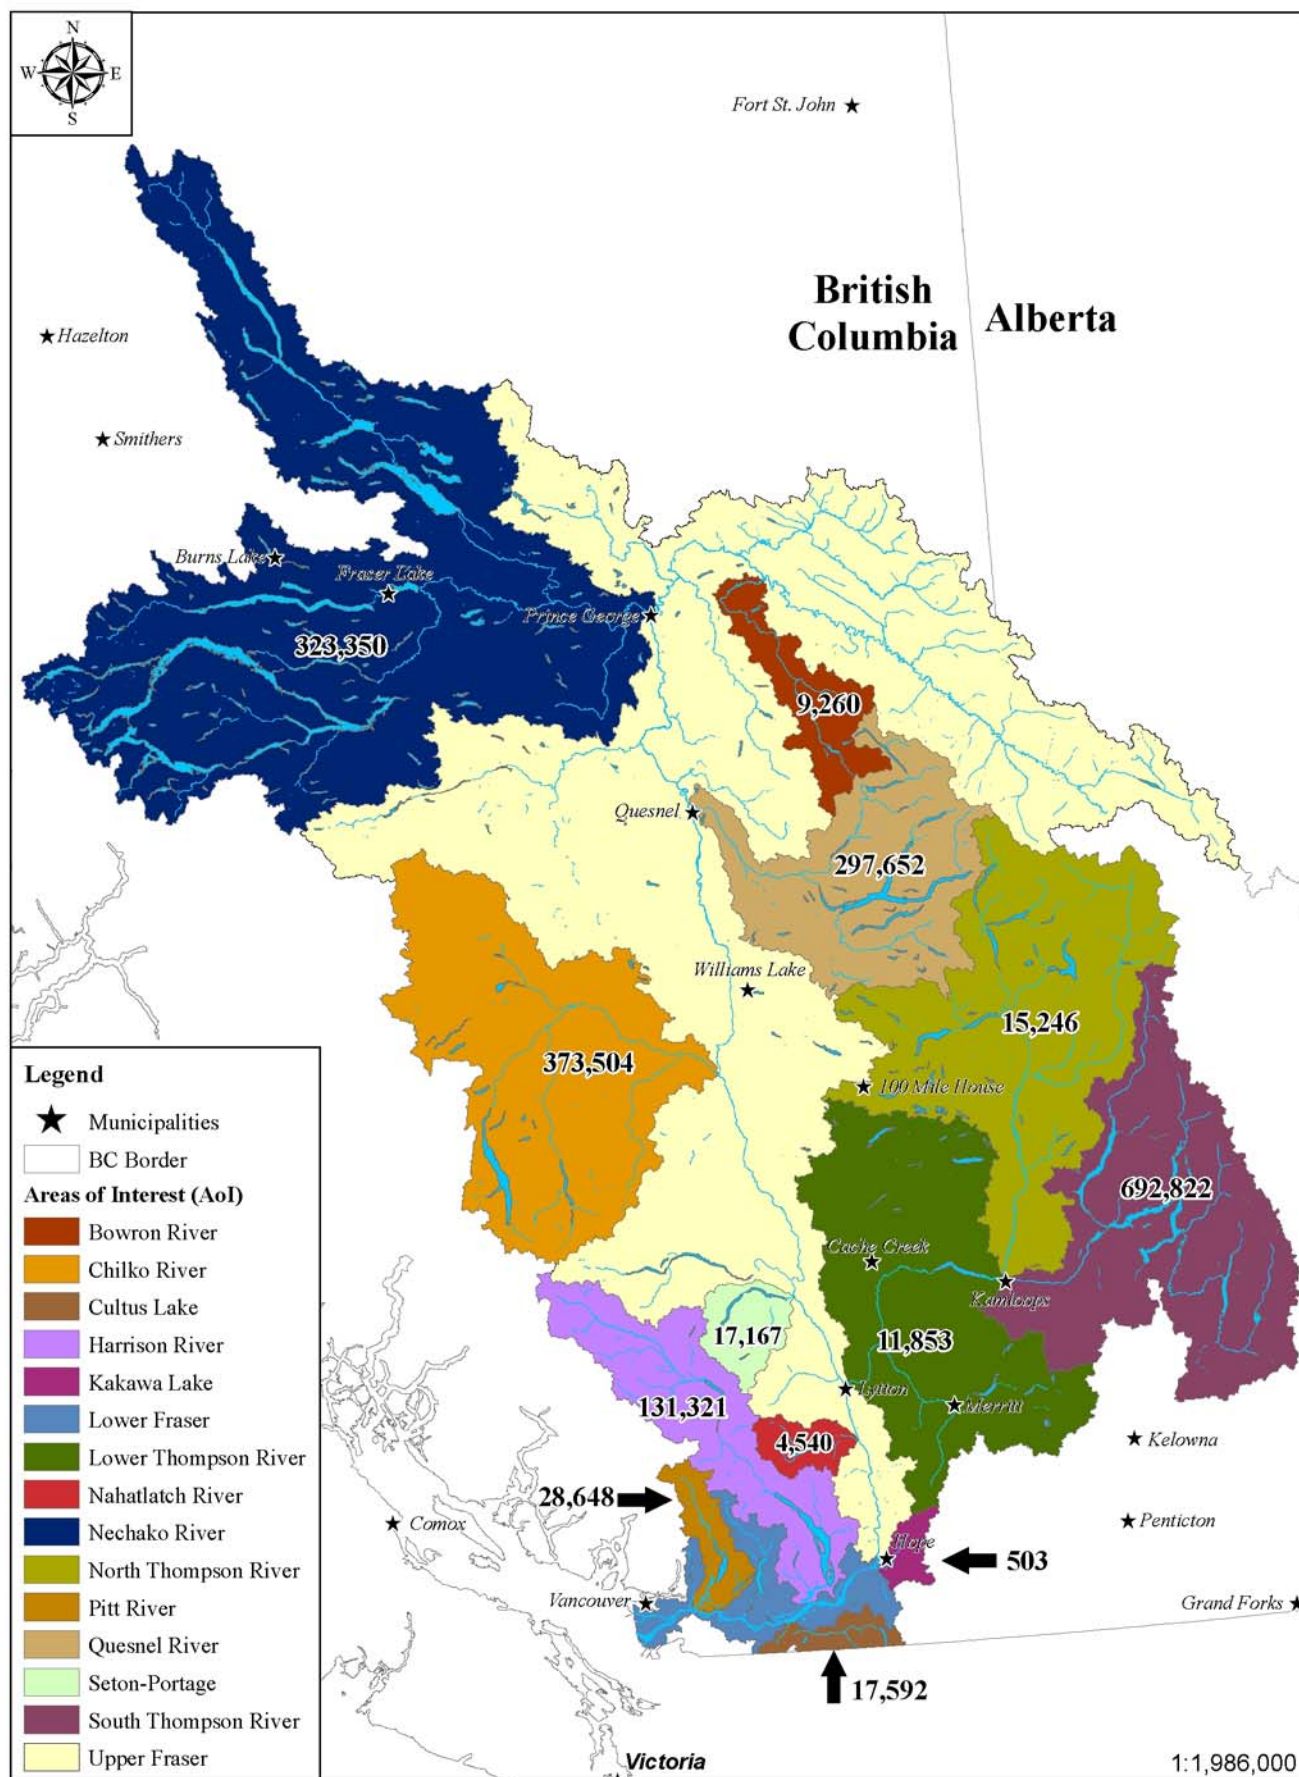 N
W E
S
Fort St. John
British
Columbia
Alberta
Hazelton
Smithers
Burns Lake
Fraser Lake
Prince George
323,350
9,260
Quesnel
297,652
Williams Lake
15,246
373,504
100 Mile House
692,822
Cache Creek
Kamloops
17,167
11,853
Lytton
131,321
Merritt
4,540
Kelowna
28,648
Comox
Penticton
Hope
503
Vancouver
Grand Forks
17,592
Victoria
1:1,986,000
Legend
Municipalities
BC Border
Areas of Interest (AoI)
Bowron River
Chilko River
Cultus Lake
Harrison River
Kakawa Lake
Lower Fraser
Lower Thompson River
Nahatlatch River
Nechako River
North Thompson River
Pitt River
Quesnel River
Seton-Portage
South Thompson River
Upper Fraser